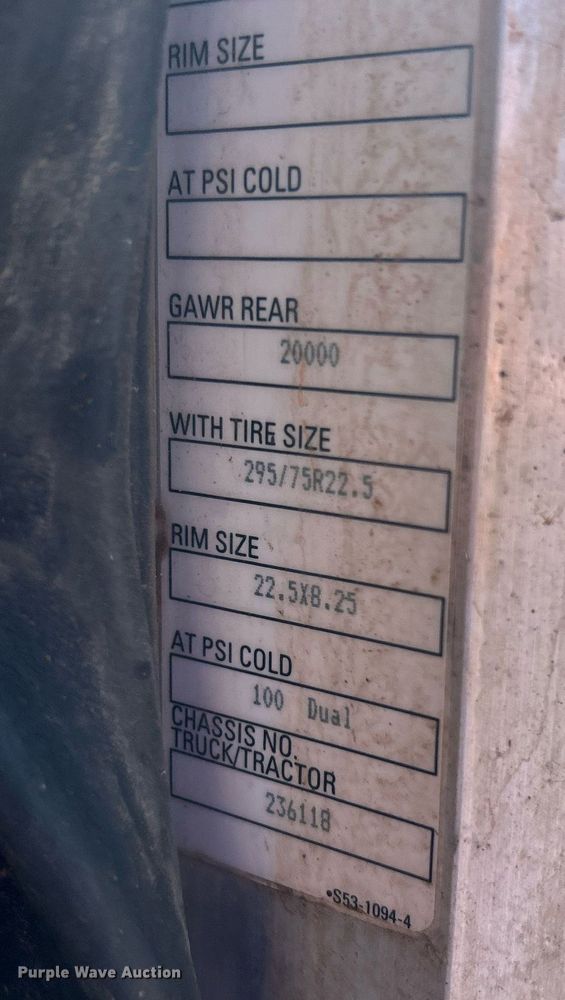 RIM SIZE
AT PSI COLD
GAWR REAR
20000
WITH TIRE SIZE
295/75R22.5
RIM SIZE
22.5X8.25
AT PSI COLD
100 Dual
CHASSIS NO.
TRUCK/TRACTOR
236118
•S53-1094-4
Purple Wave Auction